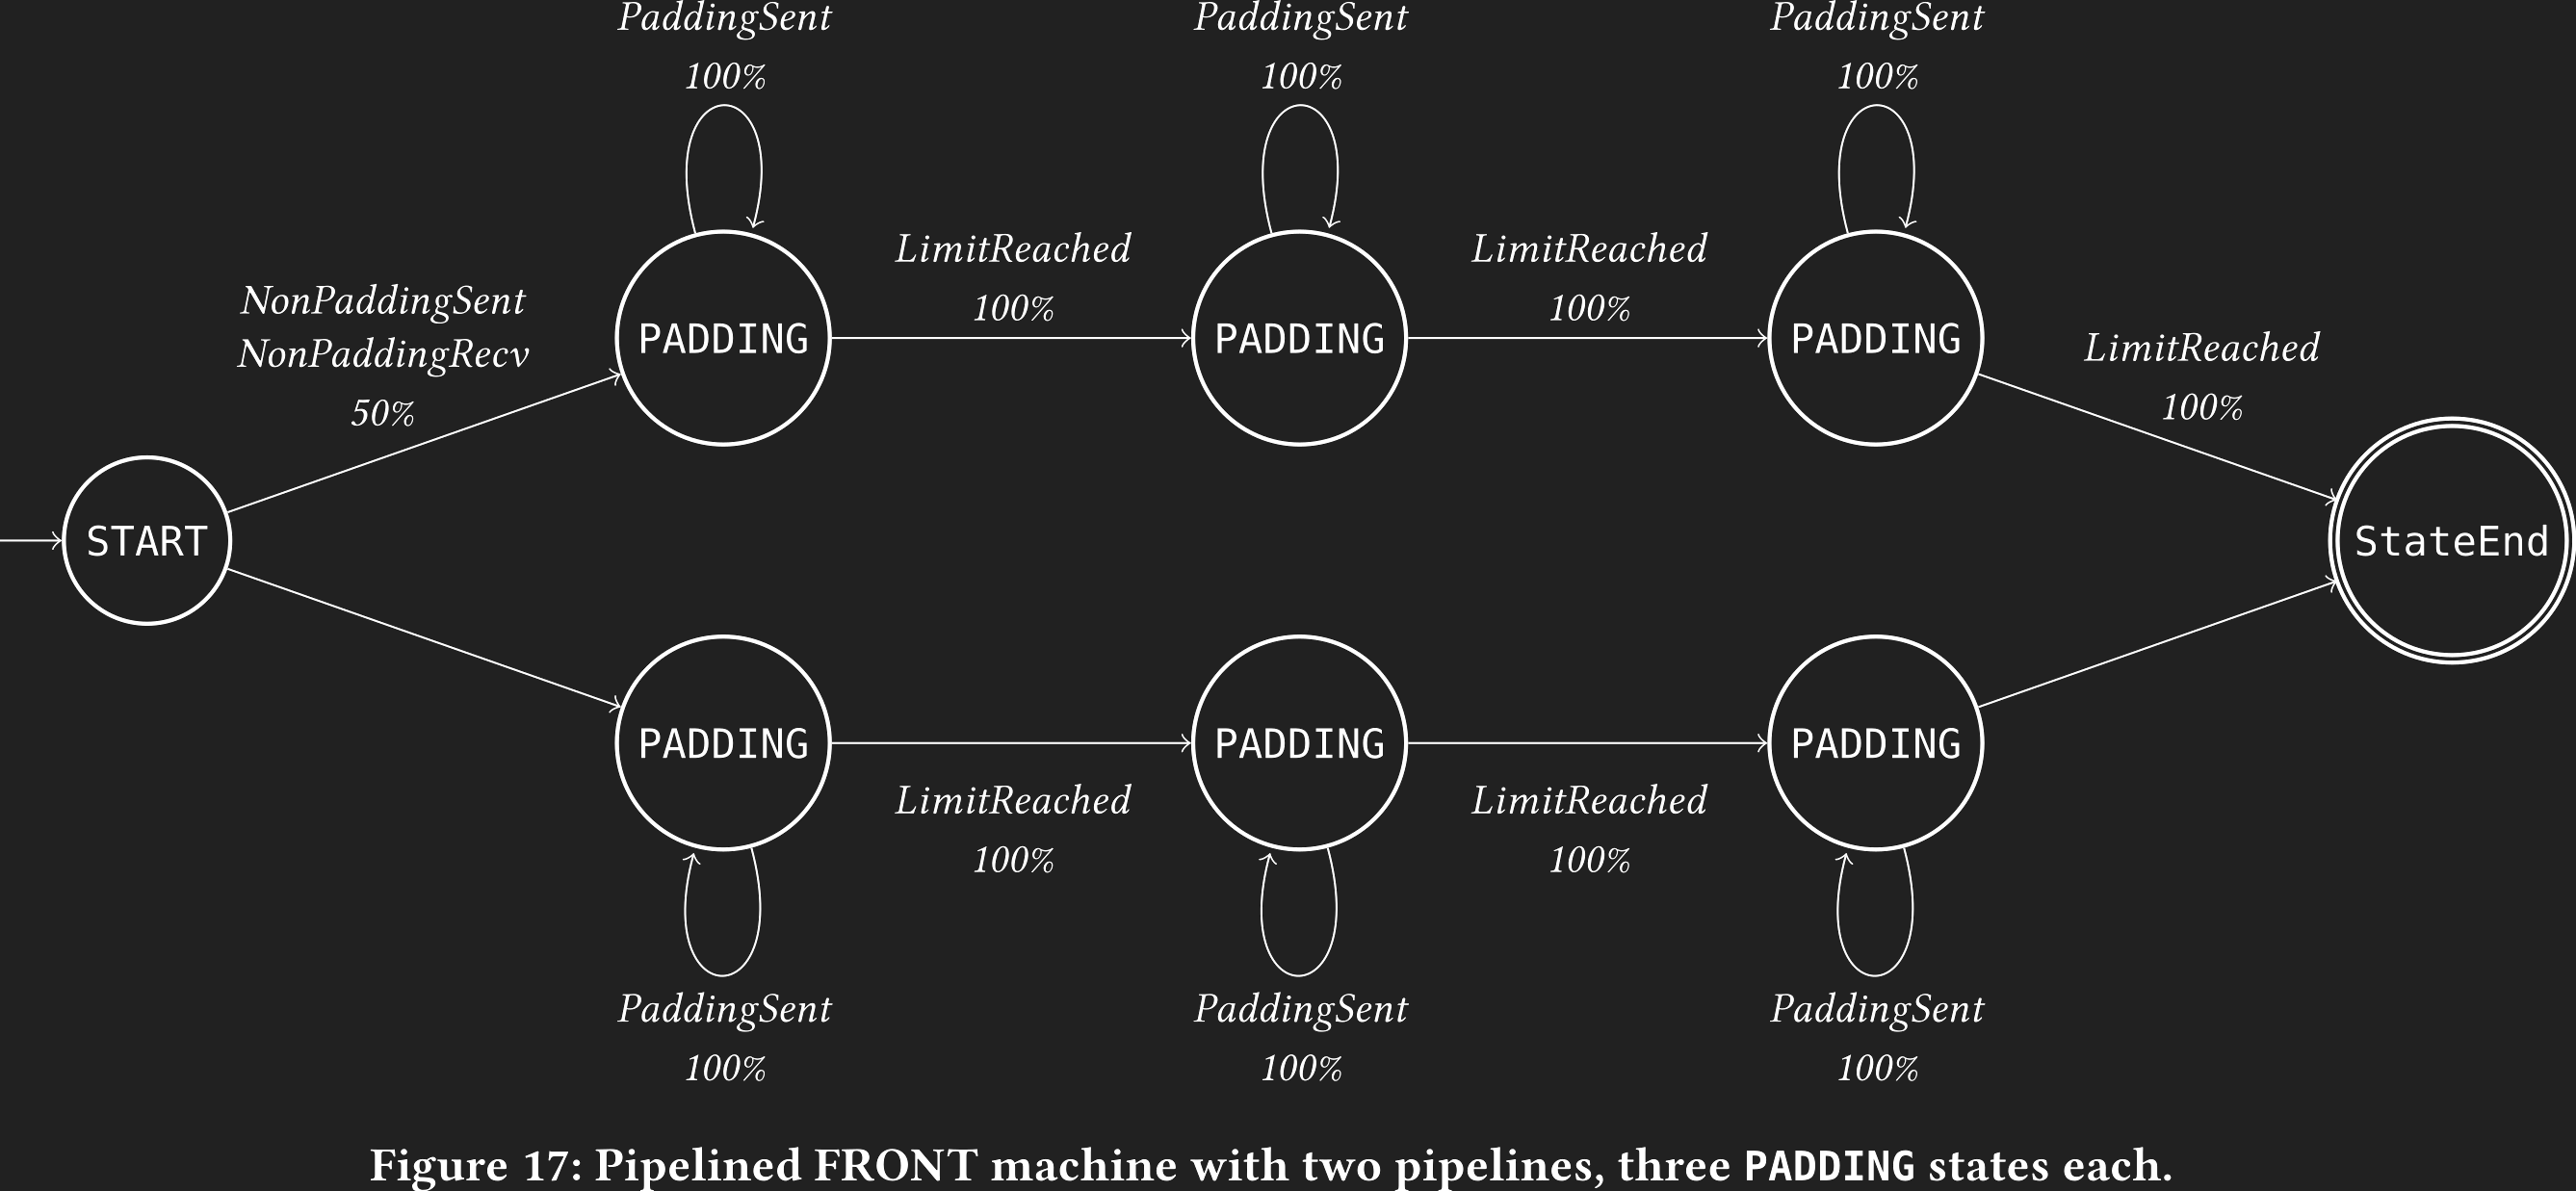 PaddingSent
100%
PaddingSent
100%
PaddingSent
100%
NonPaddingSent
NonPaddingRecv
50%
LimitReached
100%
LimitReached
100%
LimitReached
100%
PADDING
PADDING
PADDING
START
StateEnd
PADDING
PADDING
PADDING
LimitReached
100%
LimitReached
100%
PaddingSent
100%
PaddingSent
100%
PaddingSent
100%
Figure 17: Pipelined FRONT machine with two pipelines, three PADDING states each.